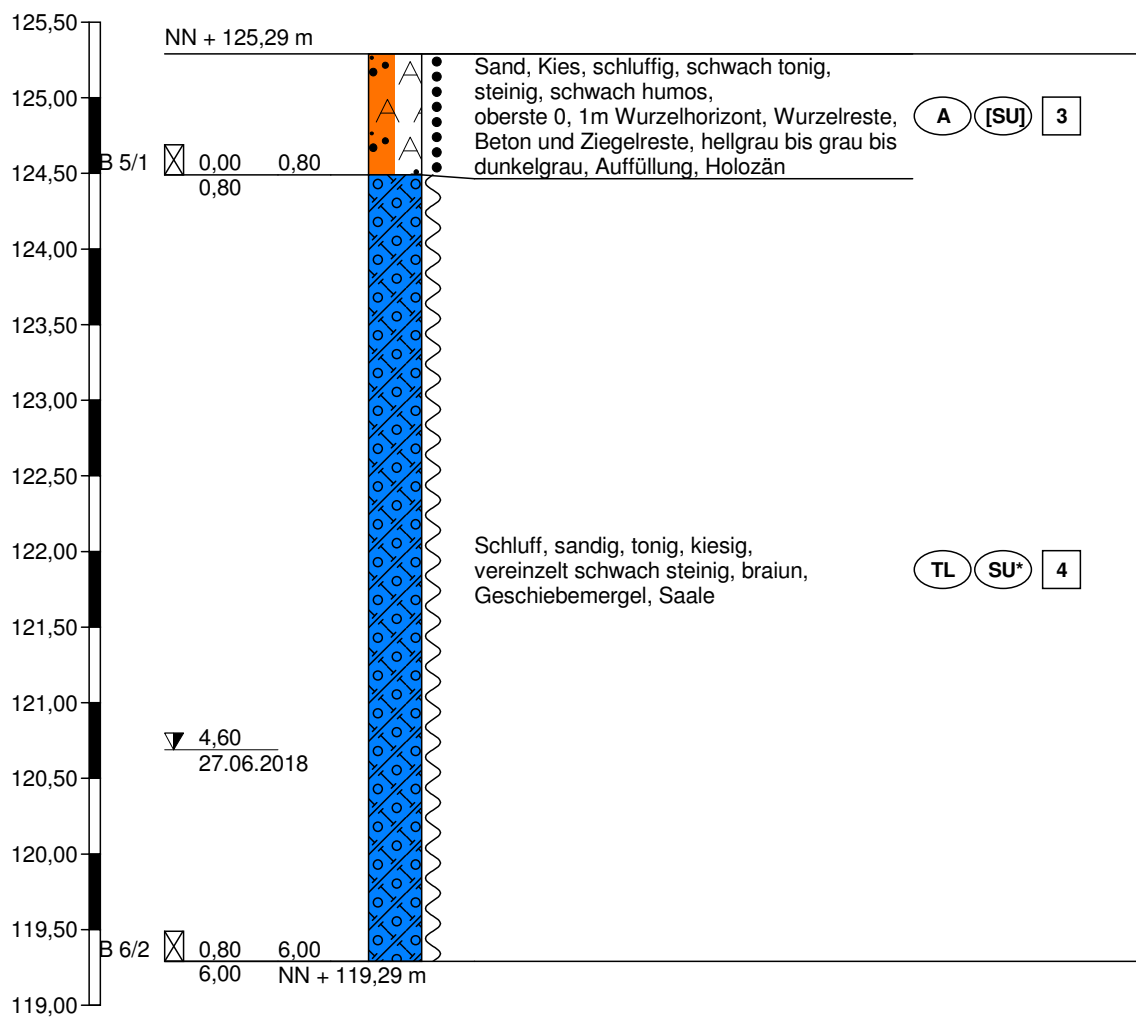 125,50
NN + 125,29 m
Sand, Kies, schluffig, schwach tonig,
steinig, schwach humos,
oberste 0, 1m Wurzelhorizont, Wurzelreste,
Beton und Ziegelreste, hellgrau bis grau bis
dunkelgrau, Auffüllung, Holozän
A [SU] 3
A
A
A
125,00
B 5/1 0,00 0,80
0,80
124,50
124,00
123,50
123,00
122,50
122,00
Schluff, sandig, tonig, kiesig,
vereinzelt schwach steinig, braiun,
Geschiebemergel, Saale
TL SU* 4
121,50
121,00
4,60
27.06.2018
120,50
120,00
119,50
B 6/2 0,80 6,00
6,00 NN + 119,29 m
119,00